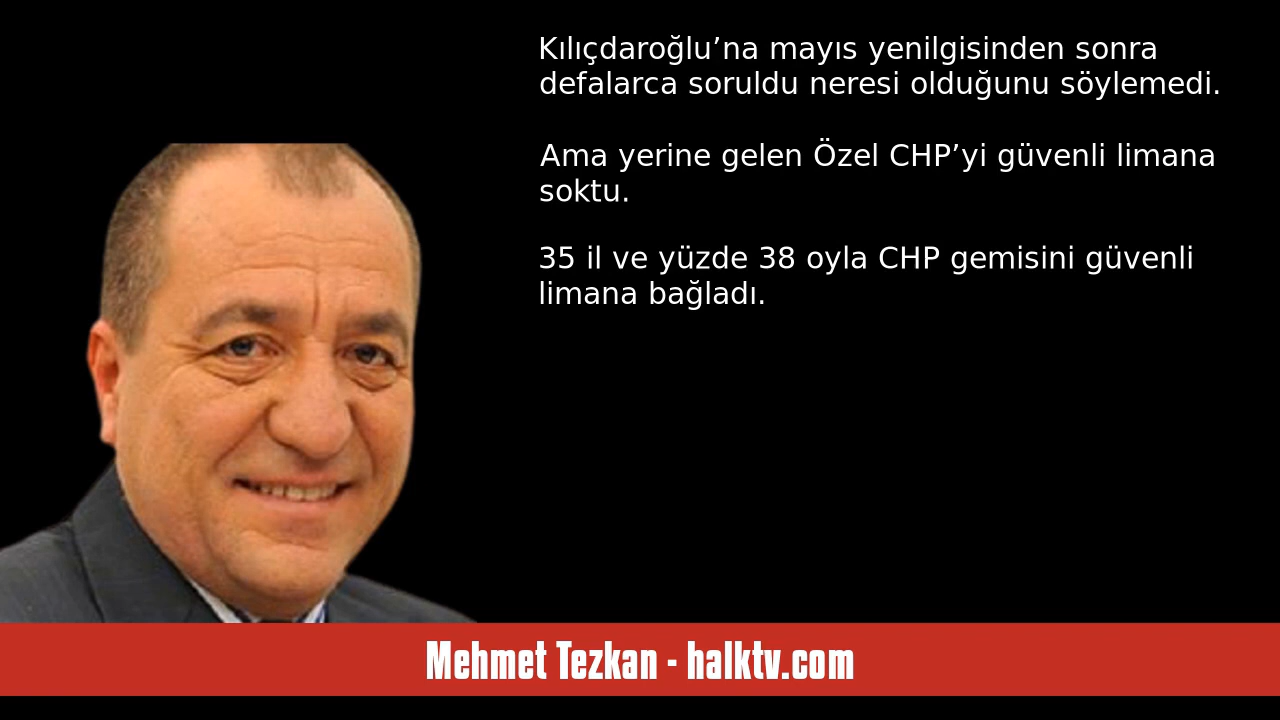 Kılıçdaroğlu’na mayıs yenilgisinden sonra
defalarca soruldu neresi olduğunu söylemedi.
Ama yerine gelen Özel CHP’yi güvenli limana
soktu.
35 il ve yüzde 38 oyla CHP gemisini güvenli
limana bağladı.
Mehmet Tezkan - halktv.com